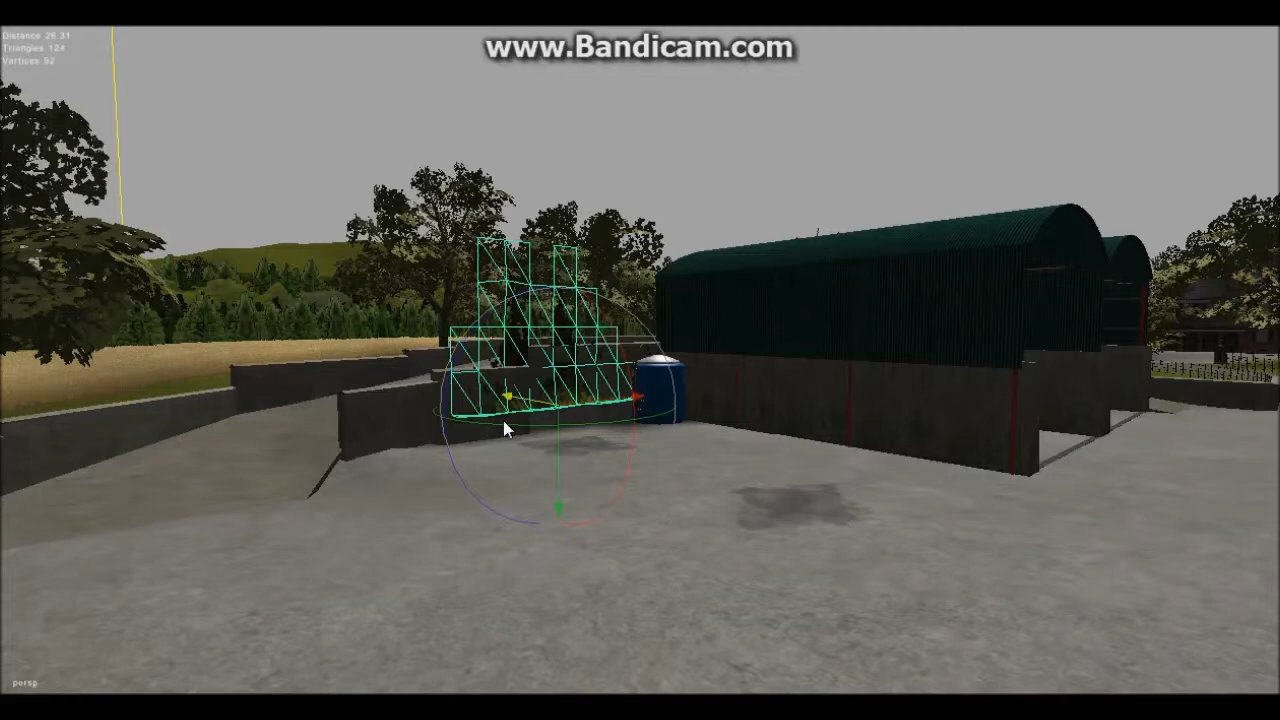 Distance 26.31
www.Bandicam.com
Triangles 124
Vertices 92
persp